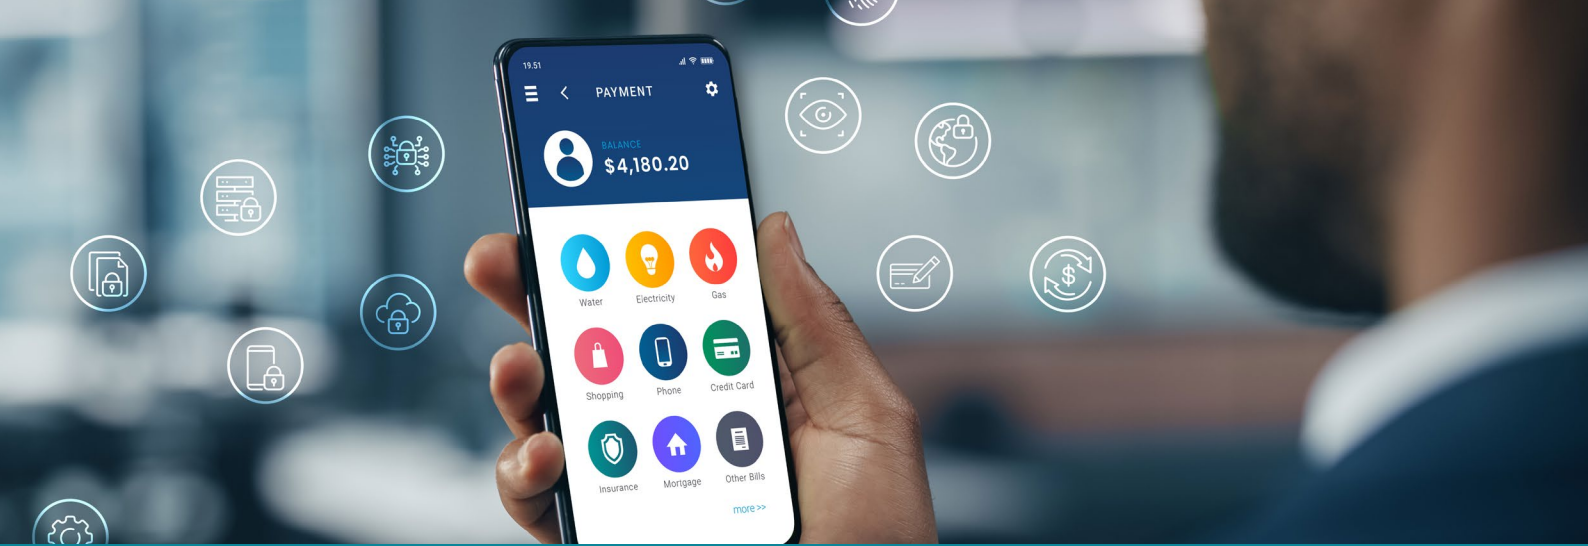 19.51
PAYMENT
BALANCE
$4,180.20
Water Electricity Gas
Shopping Phone Credit Card
Insurance Mortgage Other Bills
more >>
$